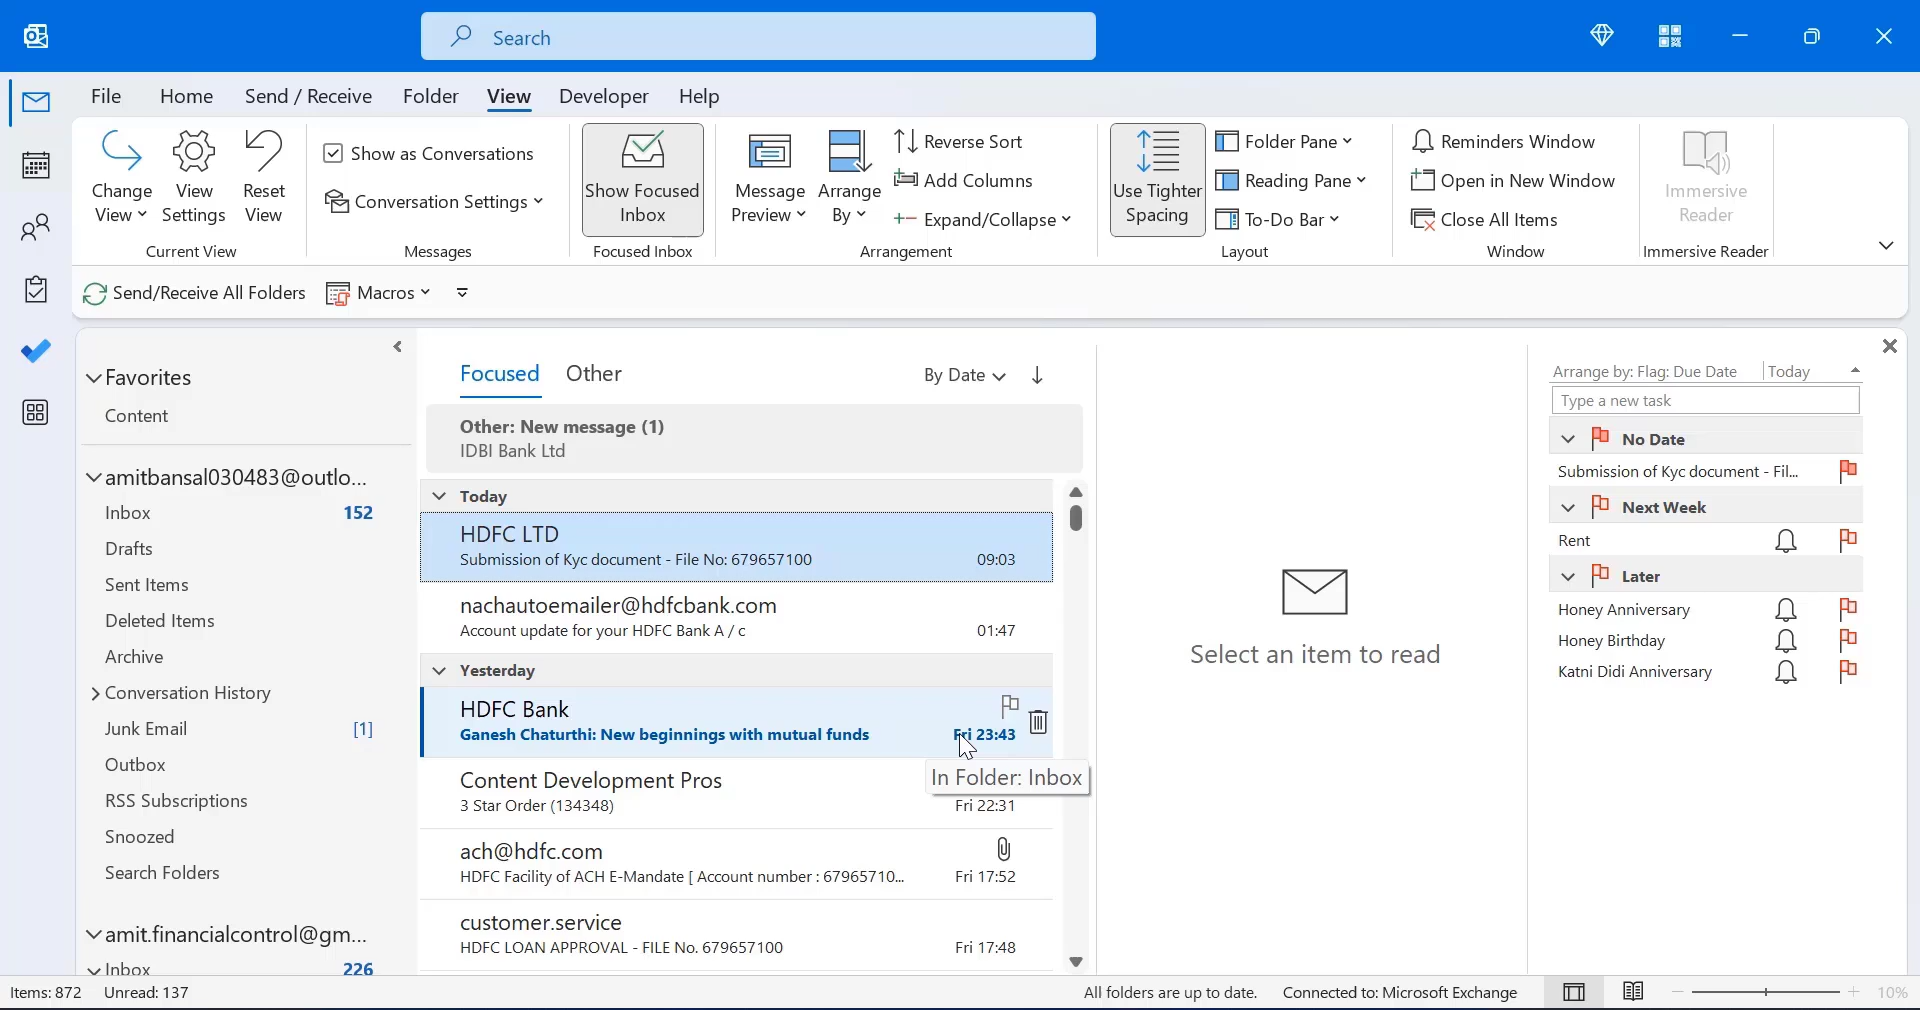 Search
File Home Send / Receive Folder View Developer Help
Change View
View Settings
Reset View
Current View
Show as Conversations
Conversation Settings
Messages
Show Focused Inbox
Focused Inbox
Message Preview
Arrange By
Reverse Sort
Add Columns
Expand/Collapse
Arrangement
Use Tighter Spacing
Folder Pane
Reading Pane
To-Do Bar
Layout
Reminders Window
Open in New Window
Close All Items
Window
Immersive Reader
Immersive Reader
Send/Receive All Folders Macros
Favorites
Content
amitbansal030483@outlo...
Inbox 152
Drafts
Sent Items
Deleted Items
Archive
Conversation History
Junk Email [1]
Outbox
RSS Subscriptions
Snoozed
Search Folders
amit.financialcontrol@gm...
Inbox 226
Focused Other By Date
Other: New message (1)
IDBI Bank Ltd
Today
HDFC LTD
Submission of Kyc document - File No: 679657100 09:03
nachautoemailer@hdfcbank.com
Account update for your HDFC Bank A / c 01:47
Yesterday
HDFC Bank
Ganesh Chaturthi: New beginnings with mutual funds Fri 23:43
In Folder: Inbox
Content Development Pros
3 Star Order (134348) Fri 22:31
ach@hdfc.com
HDFC Facility of ACH E-Mandate [ Account number : 67965710... Fri 17:52
customer.service
HDFC LOAN APPROVAL - FILE No. 679657100 Fri 17:48
Select an item to read
Arrange by: Flag: Due Date Today
Type a new task
No Date
Submission of Kyc document - Fil...
Next Week
Rent
Later
Honey Anniversary
Honey Birthday
Katni Didi Anniversary
Items: 872 Unread: 137 All folders are up to date. Connected to: Microsoft Exchange 10%